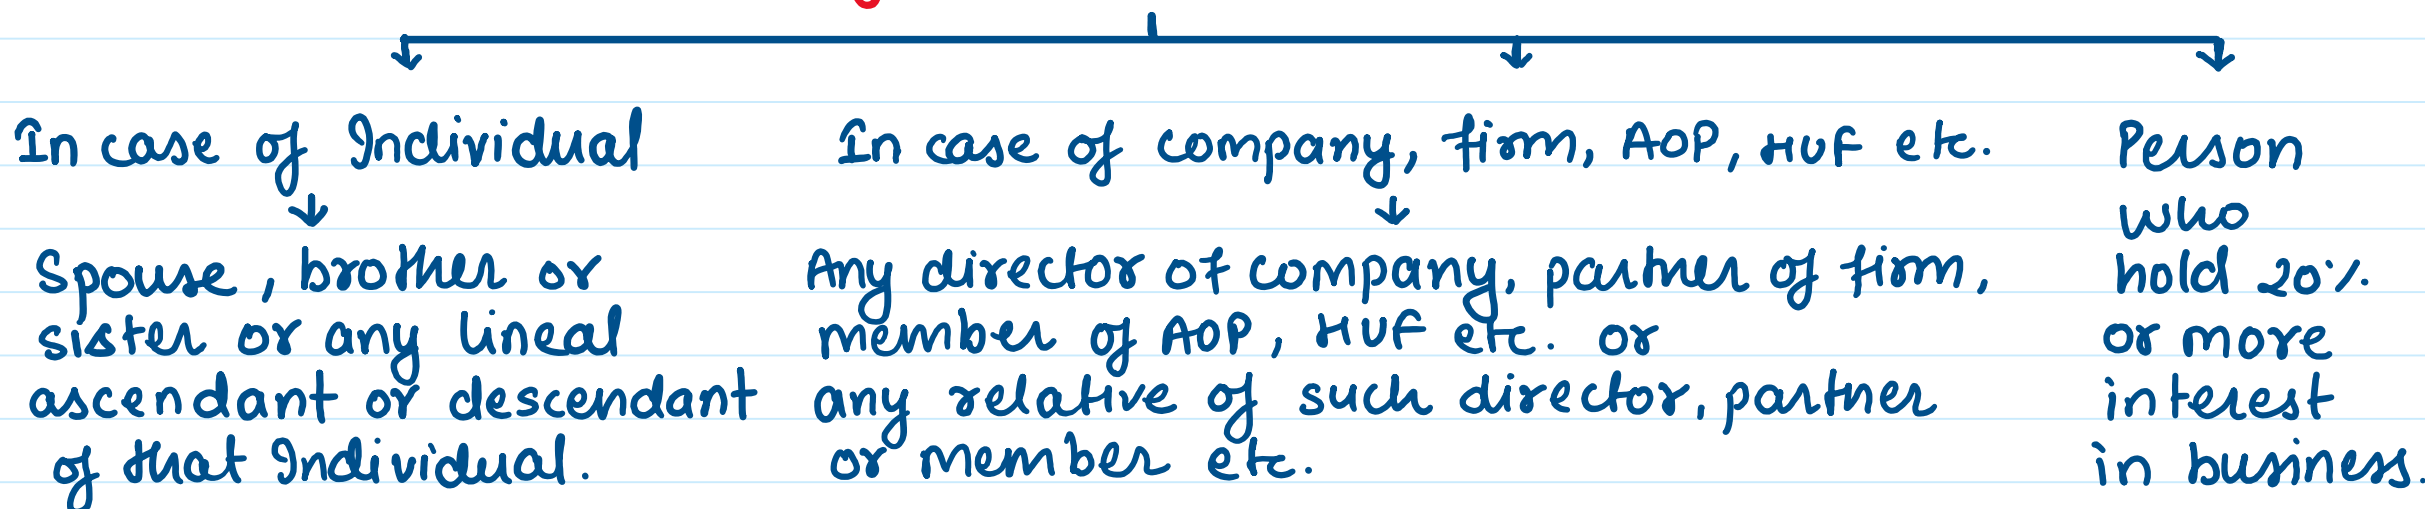 In case of Individual
Spouse, brother or
sister or any lineal
ascendant or descendant
of that Individual.
In case of company, firm, AOP, HUF etc.
Any director of company, partner of firm,
member of AOP, HUF etc. or
any relative of such director, partner
or member etc.
Person
who
hold 20%
or more
interest
in business.